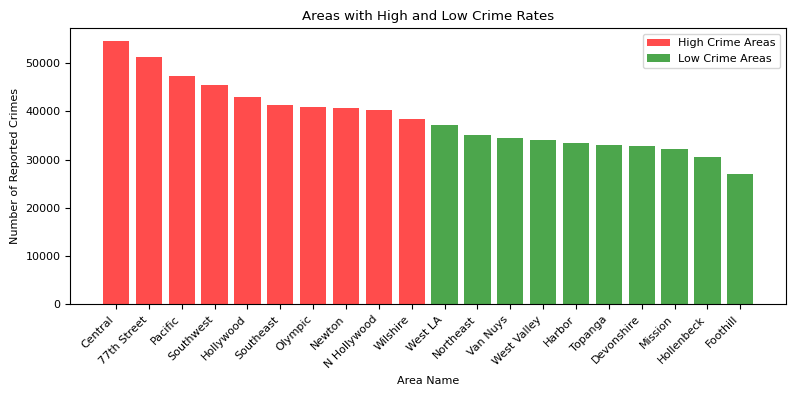 Areas with High and Low Crime Rates
High Crime Areas
Low Crime Areas
Number of Reported Crimes
50000
40000
30000
20000
10000
0
Central
77th Street
Pacific
Southwest
Hollywood
Southeast
Olympic
Newton
N Hollywood
Wilshire
West LA
Northeast
Van Nuys
West Valley
Harbor
Topanga
Devonshire
Mission
Hollenbeck
Foothill
Area Name